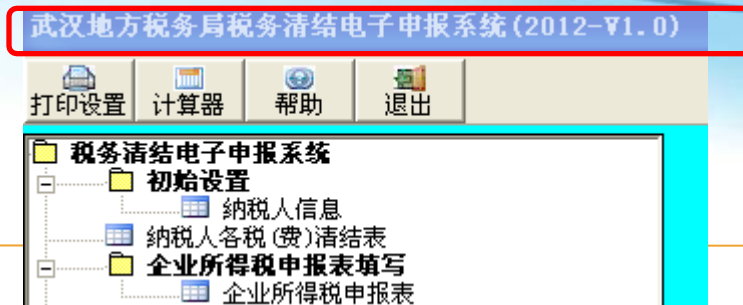 武汉地方税务局税务清结电子申报系统(2012-V1.0)
打印设置 计算器 帮助 退出
税务清结电子申报系统
初始设置
纳税人信息
纳税人各税(费)清结表
企业所得税申报表填写
企业所得税申报表